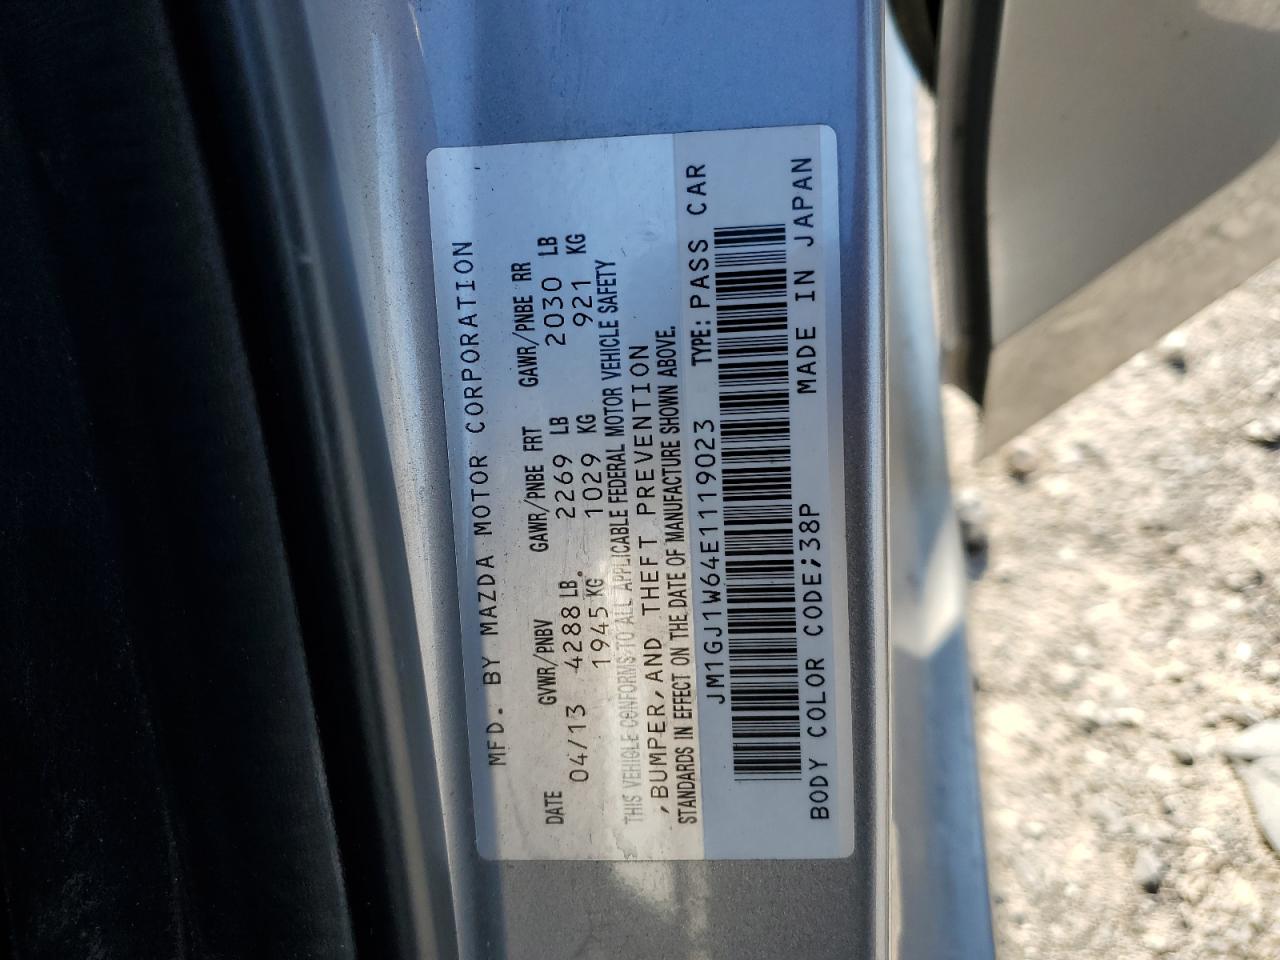 MFD. BY MAZDA MOTOR CORPORATION
DATE GVWR/PNBV GAWR/PNBE FRT GAWR/PNBE RR
04/13 4288 LB. 2269 LB 2030 LB
1945 KG 1029 KG 921 KG
THIS VEHICLE CONFORMS TO ALL APPLICABLE FEDERAL MOTOR VEHICLE SAFETY
,BUMPER,AND THEFT PREVENTION
STANDARDS IN EFFECT ON THE DATE OF MANUFACTURE SHOWN ABOVE.
JM1GJ1W64E1119023 TYPE: PASS CAR
BODY COLOR CODE;38P MADE IN JAPAN